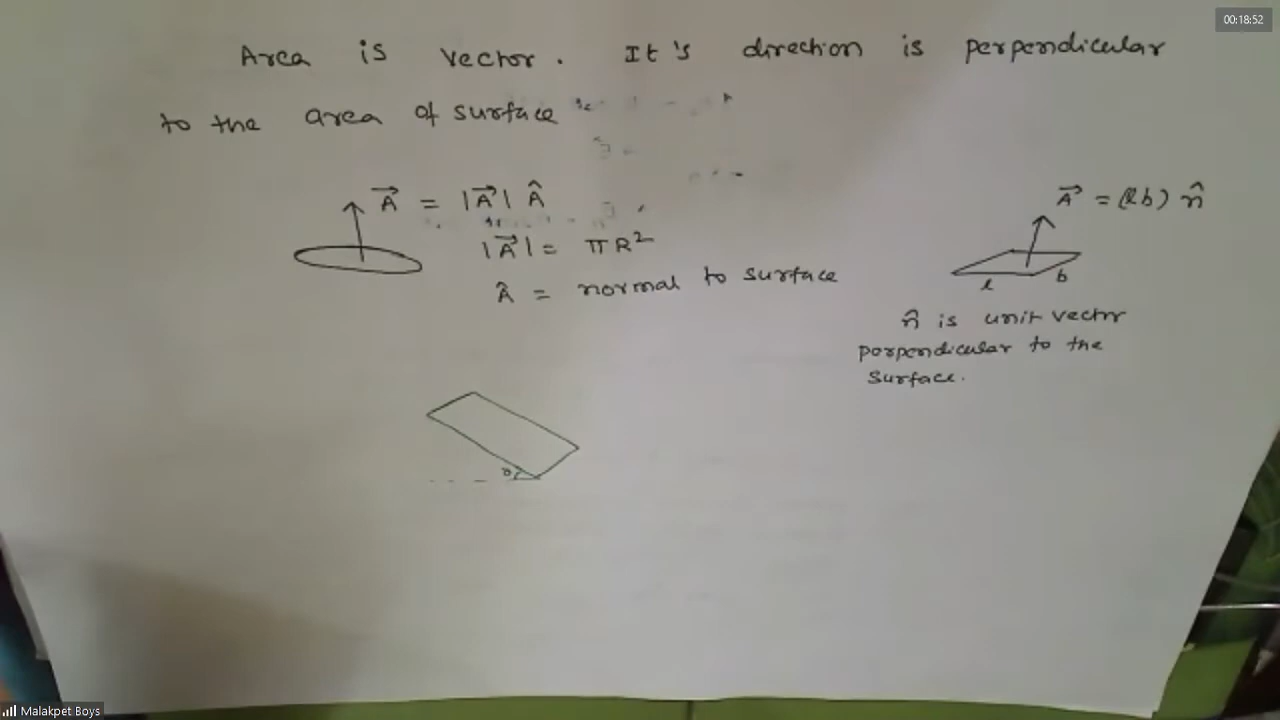 00:18:52
Area is vector. It's direction is perpendicular
to the area of surface
A⃗ = |A⃗| Â
|A⃗| = πR²
Â = normal to surface
A⃗ = (lb) n̂
l b
n̂ is unit vector
perpendicular to the
surface.
Malakpet Boys